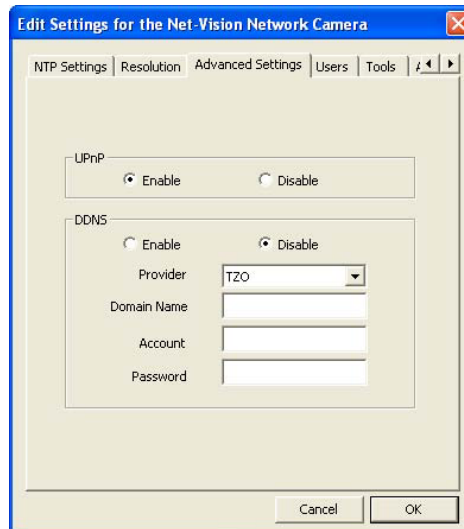 Edit Settings for the Net-Vision Network Camera
NTP Settings Resolution Advanced Settings Users Tools
UPnP
Enable Disable
DDNS
Enable Disable
Provider TZO
Domain Name
Account
Password
Cancel OK